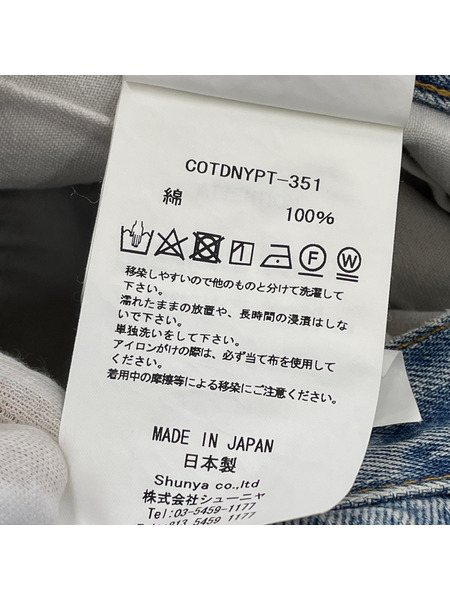 COTDNYPT-351
綿 100%
F W
移染しやすいので他のものと分けて洗濯して
下さい。
濡れたままの放置や、長時間の浸漬はしな
いで下さい。
単独洗いをして下さい。
アイロンがけの際は、必ず当て布を使用して
ください。
着用中の摩擦等による移染にご注意ください。
MADE IN JAPAN
日本製
Shunya co.,ltd
株式会社シューニャ
Tel:03-5459-1177